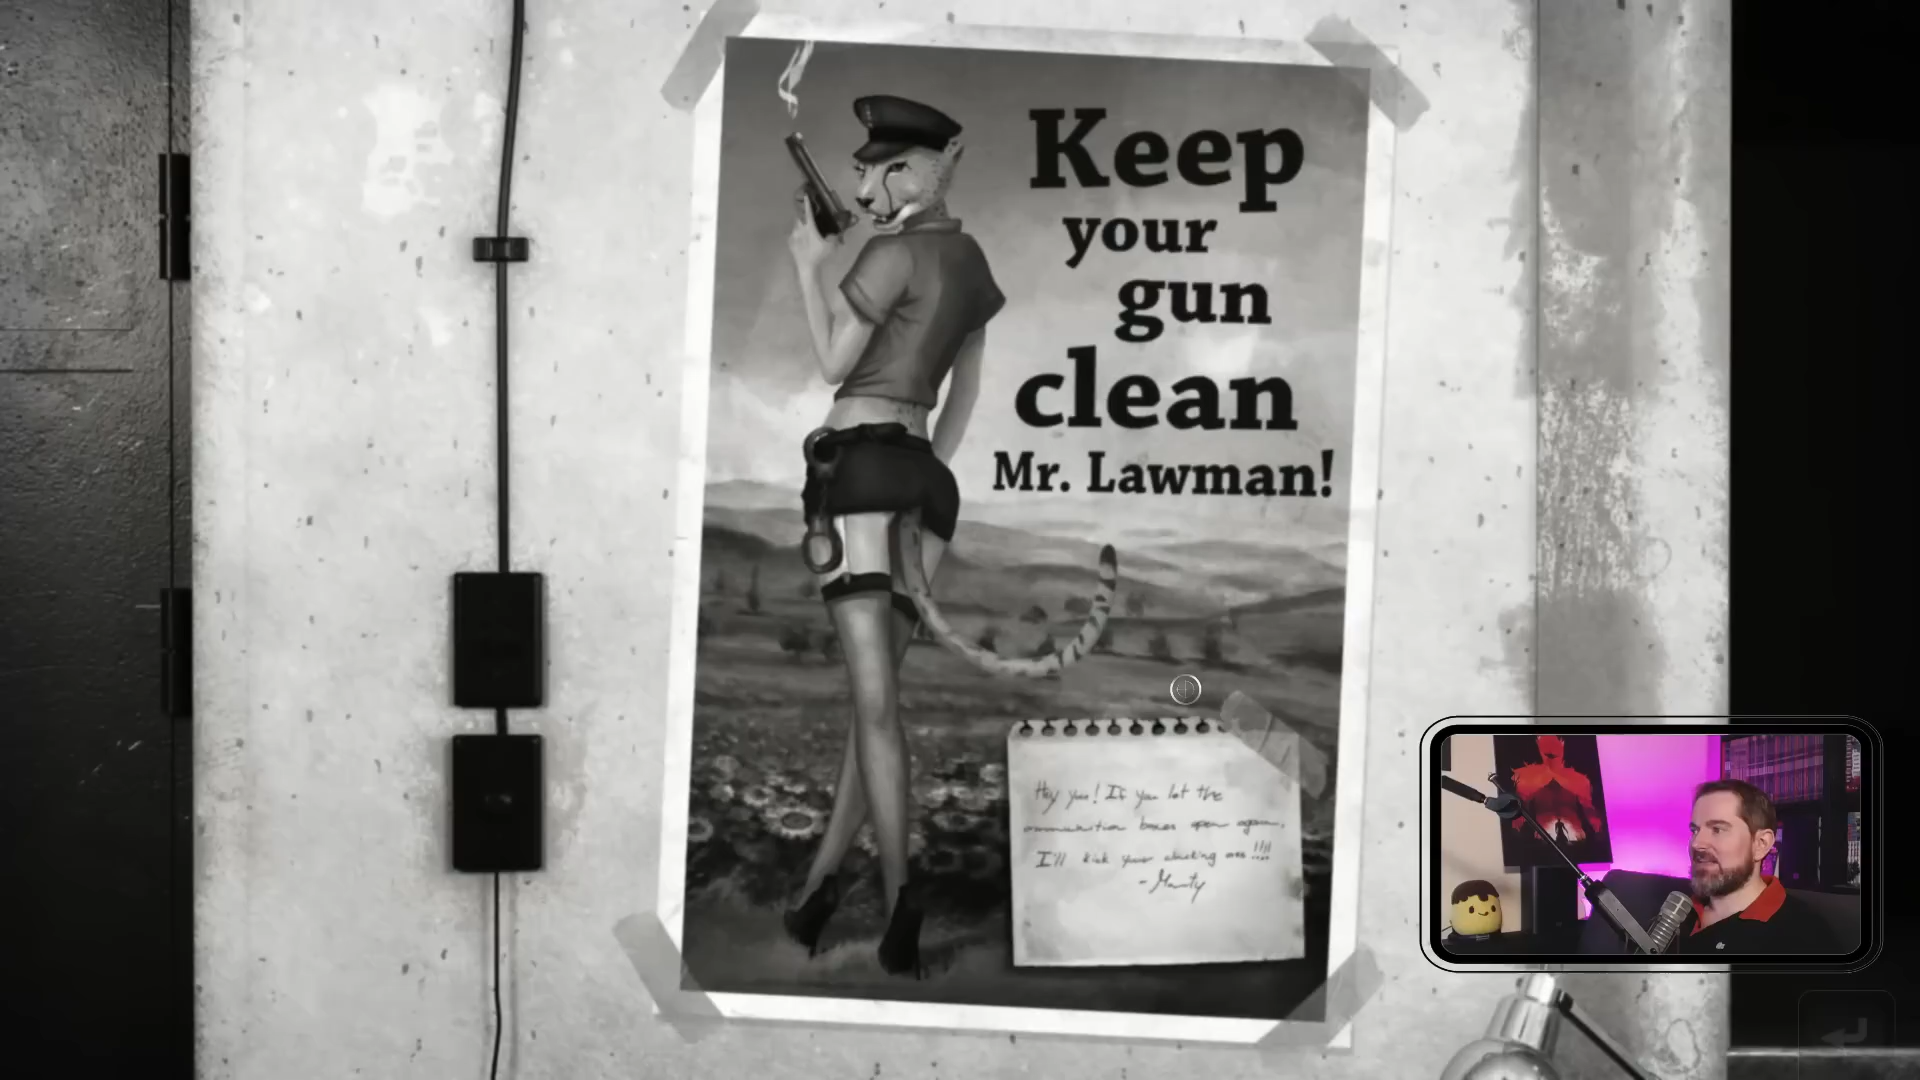 Keep
your
gun
clean
Mr. Lawman!
Hey you! If you let the
ammunition boxes open again,
I'll kick your ass!!!!
- Marty